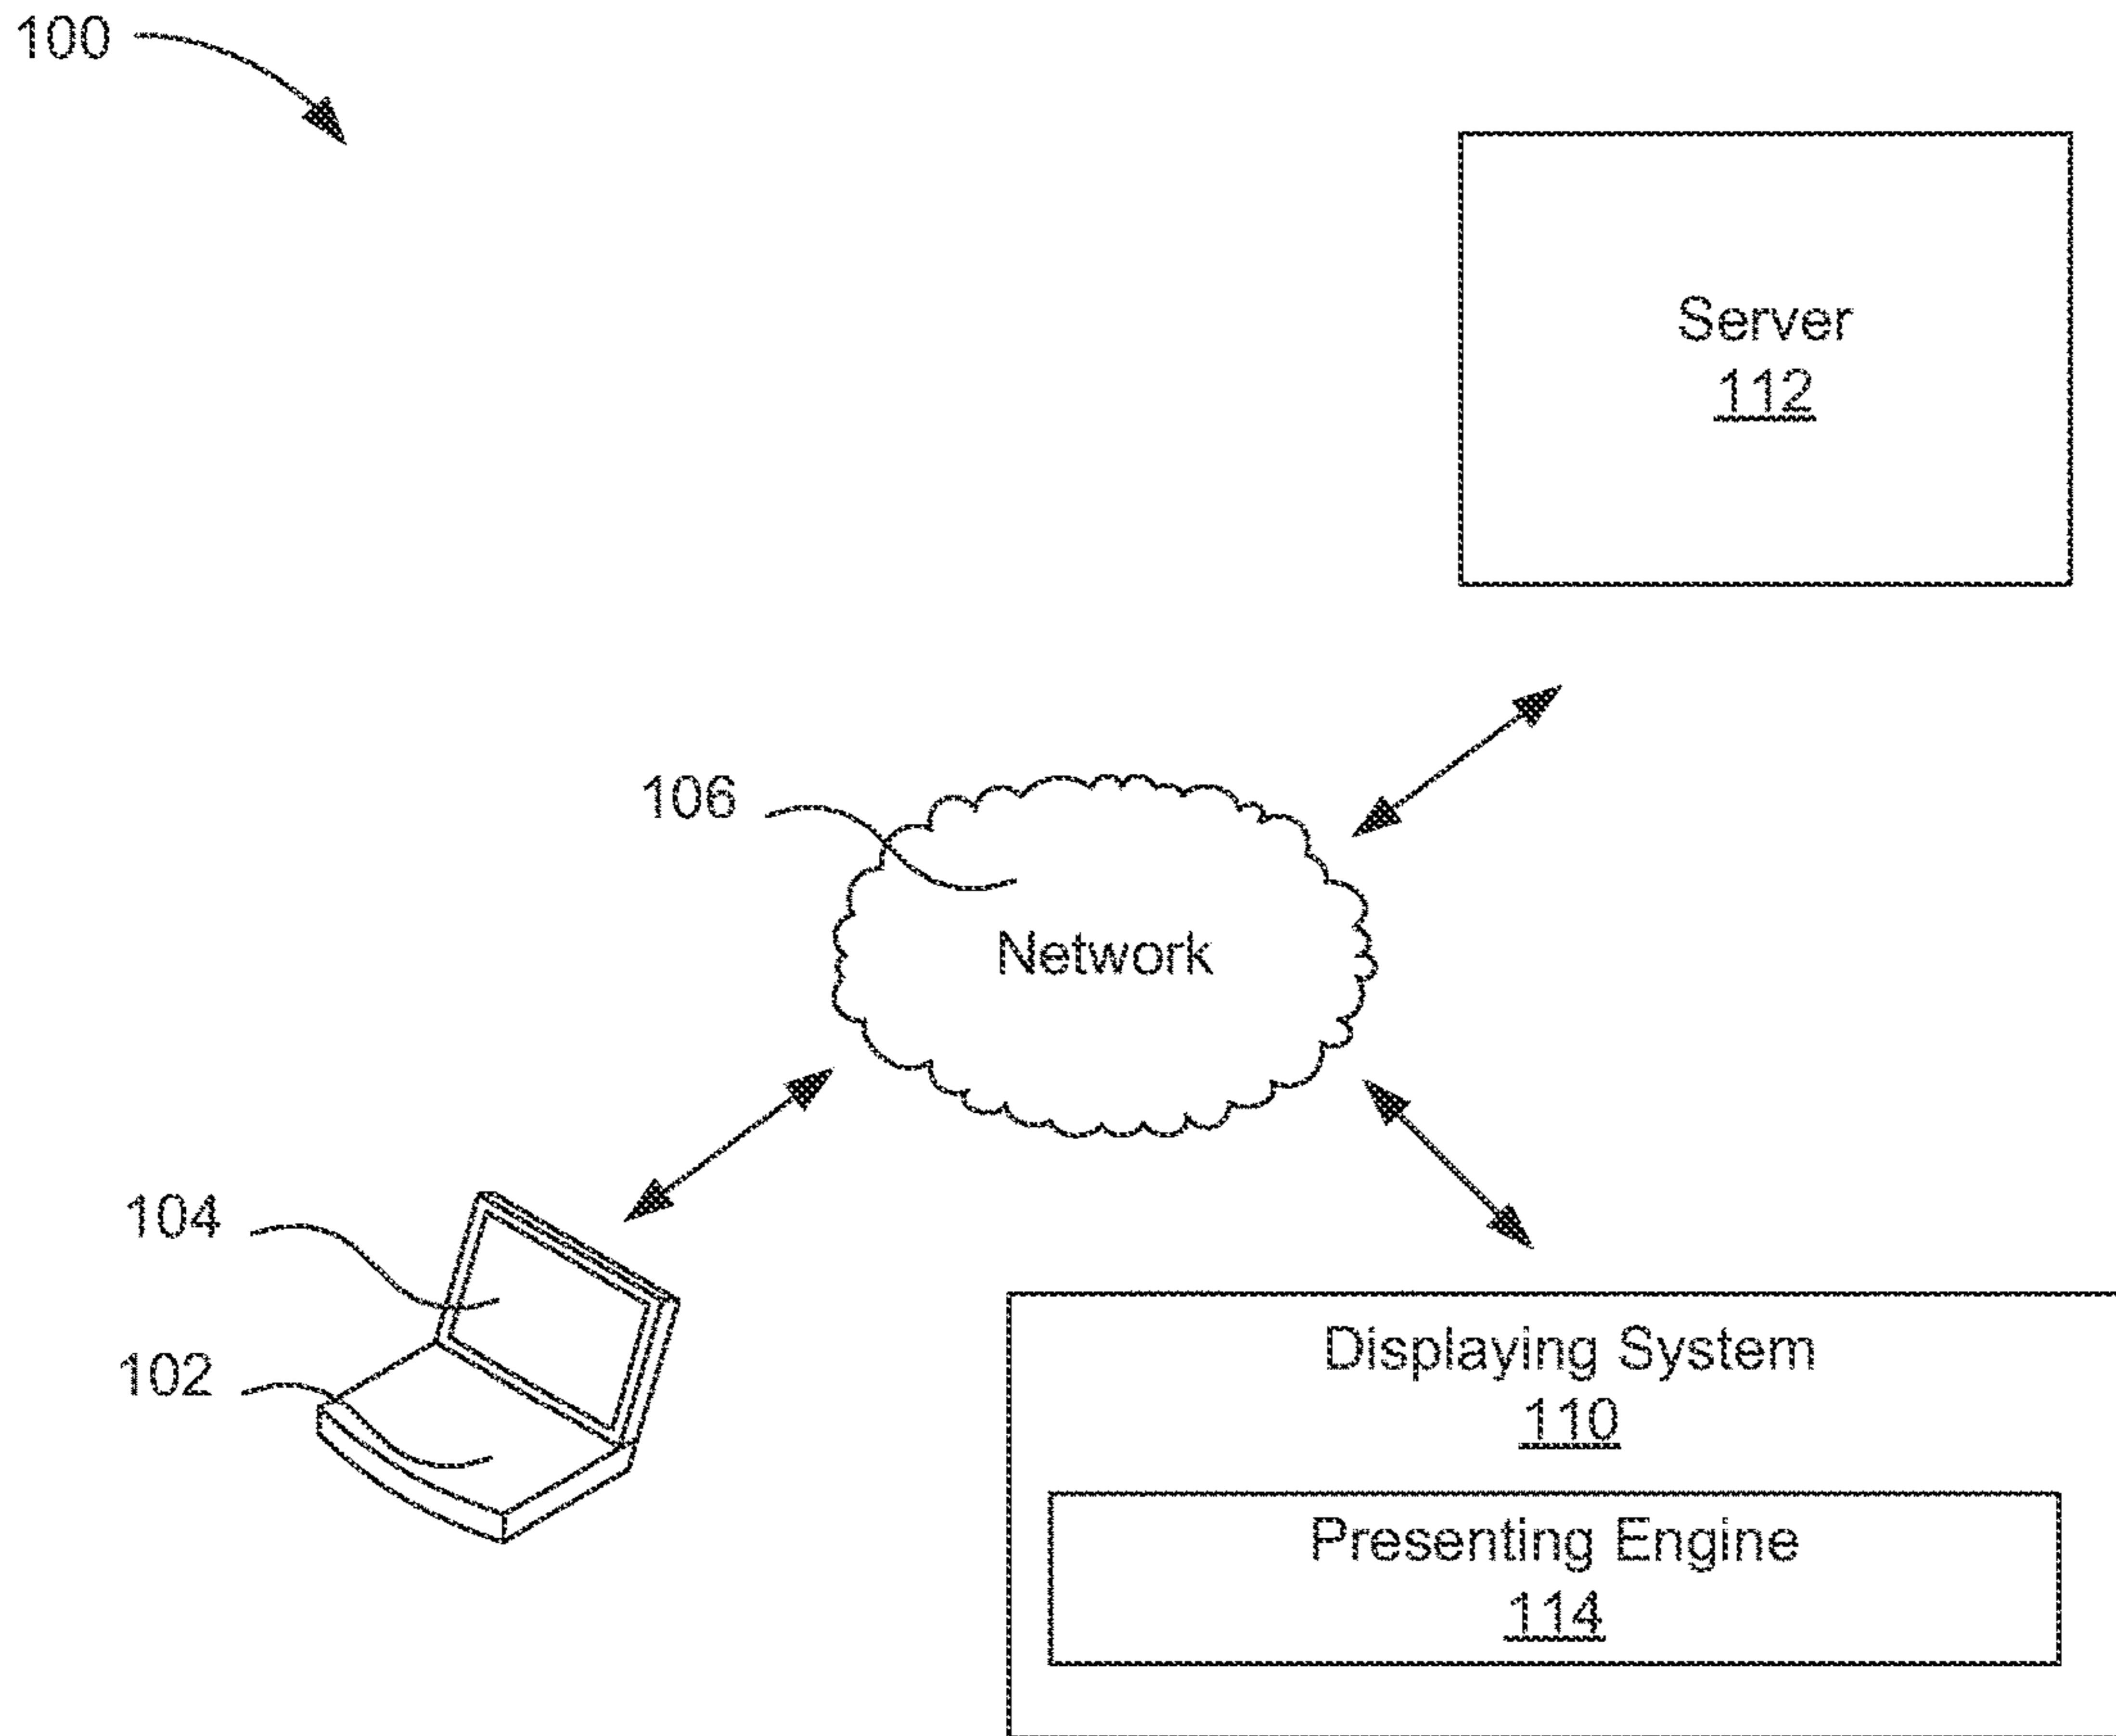 100
Server
112
106
Network
104
102
Displaying System
110
Presenting Engine
114